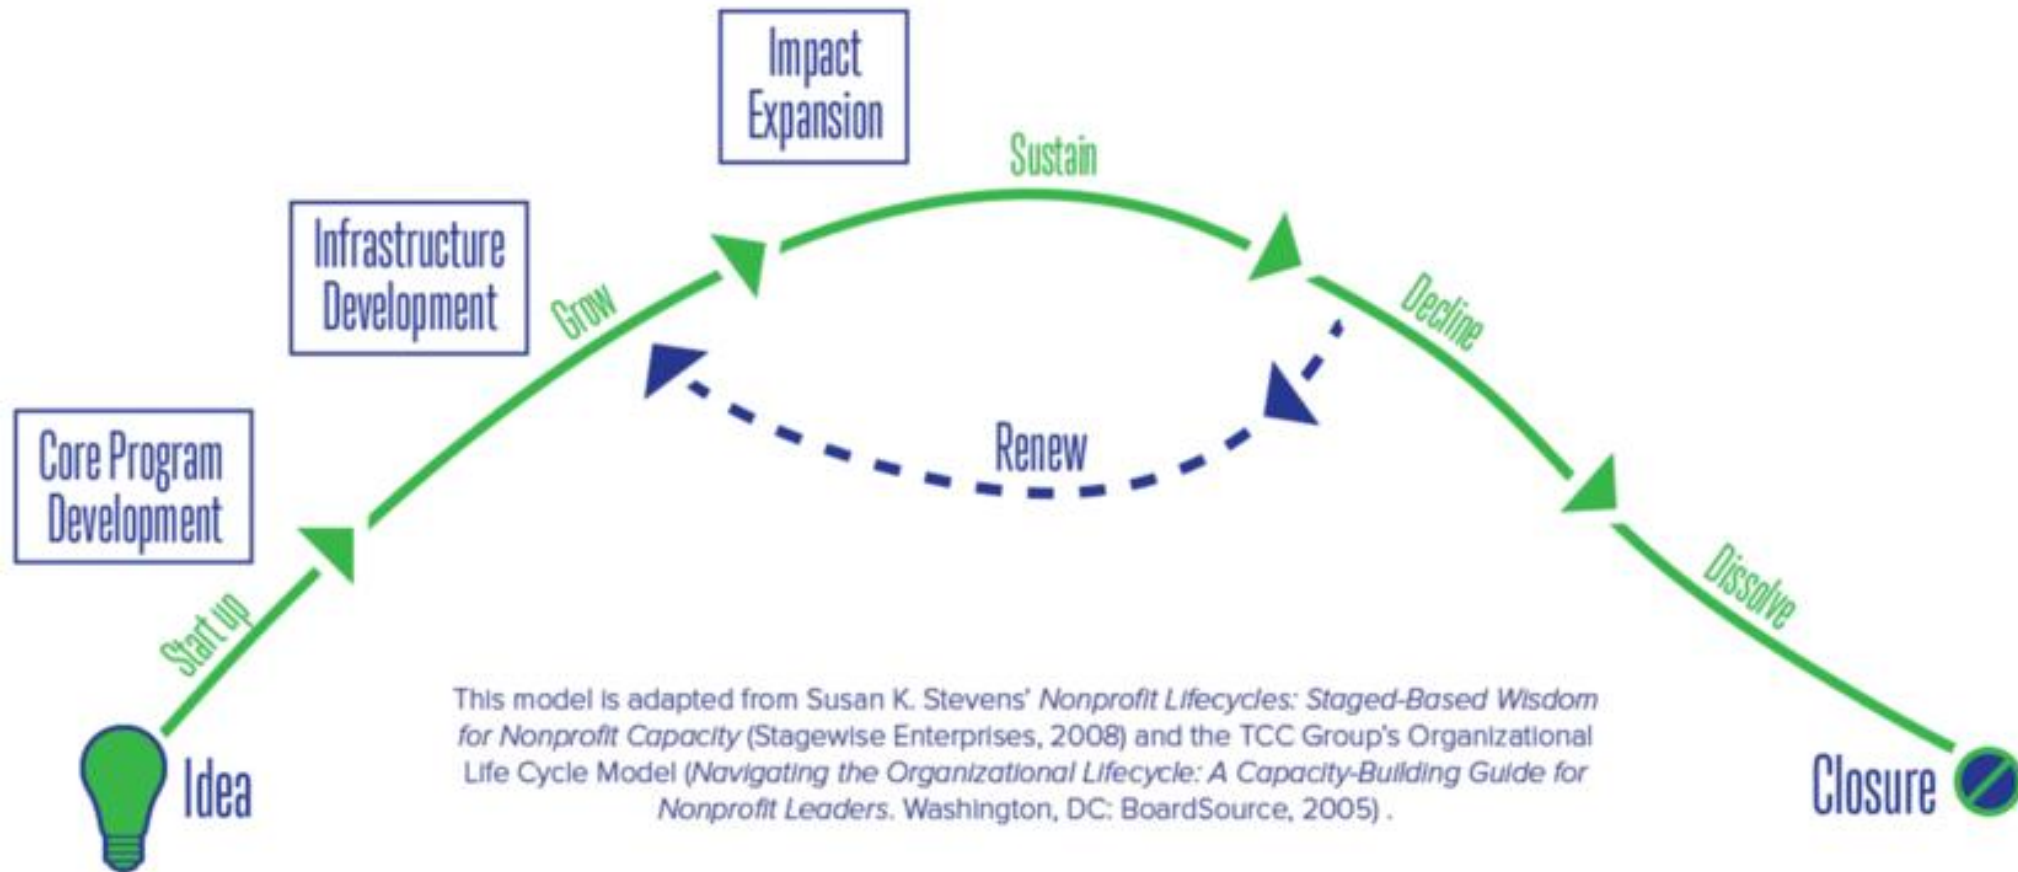 Impact
Expansion
Sustain
Infrastructure
Development
Grow
Decline
Core Program
Development
Renew
Start up
Dissolve
Idea
This model is adapted from Susan K. Stevens’ Nonprofit Lifecycles: Staged-Based Wisdom
for Nonprofit Capacity (Stagewise Enterprises, 2008) and the TCC Group’s Organizational
Life Cycle Model (Navigating the Organizational Lifecycle: A Capacity-Building Guide for
Nonprofit Leaders. Washington, DC: BoardSource, 2005) .
Closure